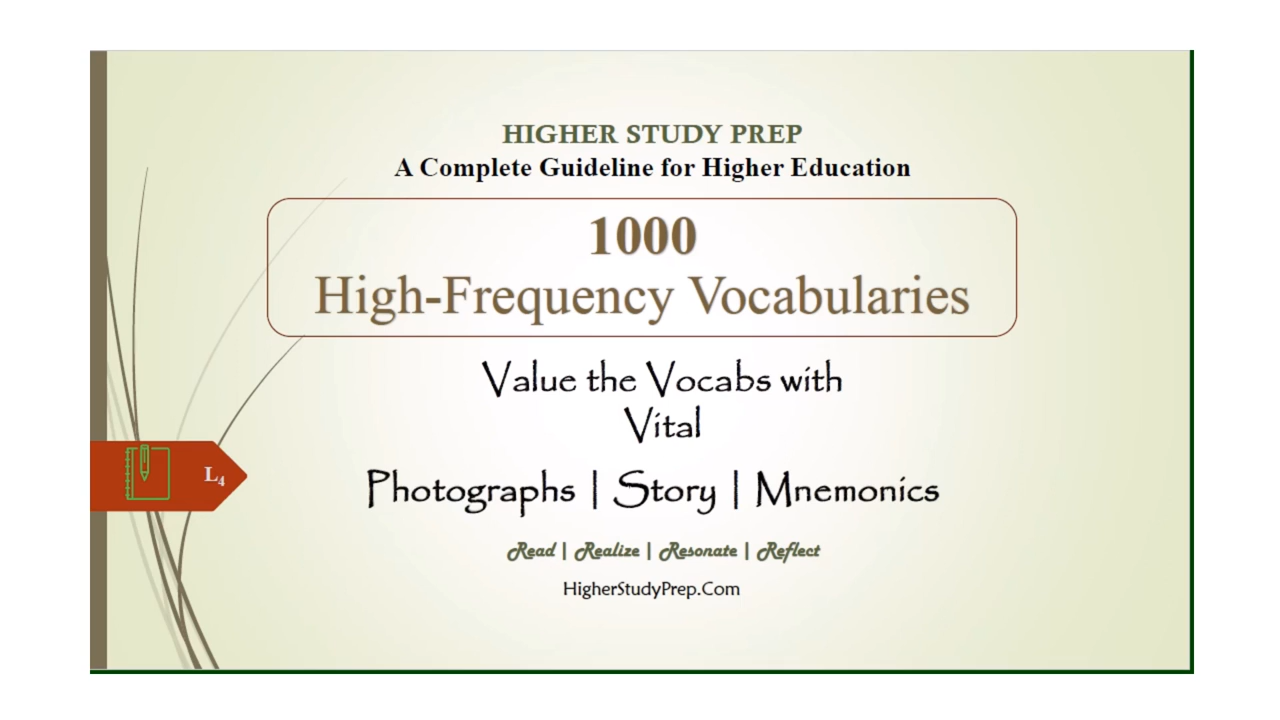 HIGHER STUDY PREP
A Complete Guideline for Higher Education
1000
High-Frequency Vocabularies
Value the Vocabs with
Vital
Photographs | Story | Mnemonics
L4
Read | Realize | Resonate | Reflect
HigherStudyPrep.Com